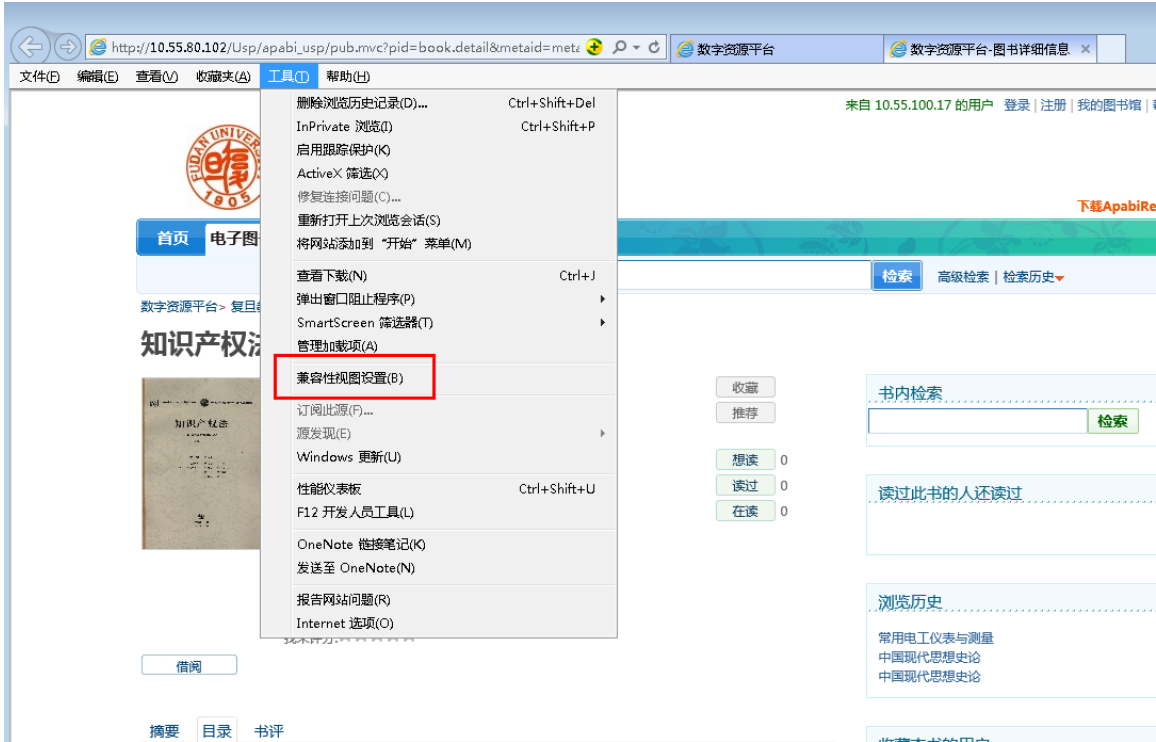 http://10.55.80.102/Usp/apabi_usp/pub.mvc?pid=book.detail&metaid=meta
数字资源平台
数字资源平台-图书详细信息
文件(F) 编辑(E) 查看(V) 收藏夹(A) 工具(T) 帮助(H)
来自 10.55.100.17 的用户 登录 | 注册 | 我的图书馆 |
删除浏览历史记录(D)... Ctrl+Shift+Del
InPrivate 浏览(I) Ctrl+Shift+P
启用跟踪保护(K)
ActiveX 筛选(X)
修复连接问题(C)...
重新打开上次浏览会话(S)
将网站添加到“开始”菜单(M)
查看下载(N) Ctrl+J
弹出窗口阻止程序(P)
SmartScreen 筛选器(T)
管理加载项(A)
兼容性视图设置(B)
订阅此源(F)...
源发现(E)
Windows 更新(U)
性能仪表板 Ctrl+Shift+U
F12 开发人员工具(L)
OneNote 链接笔记(K)
发送至 OneNote(N)
报告网站问题(R)
Internet 选项(O)
1905
下载ApabiRe
首页 电子图
检索 高级检索 | 检索历史
数字资源平台> 复旦
知识产权法
知识产权法
收藏
推荐
想读 0
读过 0
在读 0
书内检索
检索
读过此书的人还读过
浏览历史
常用电工仪表与测量
中国现代思想史论
中国现代思想史论
借阅
摘要 目录 书评